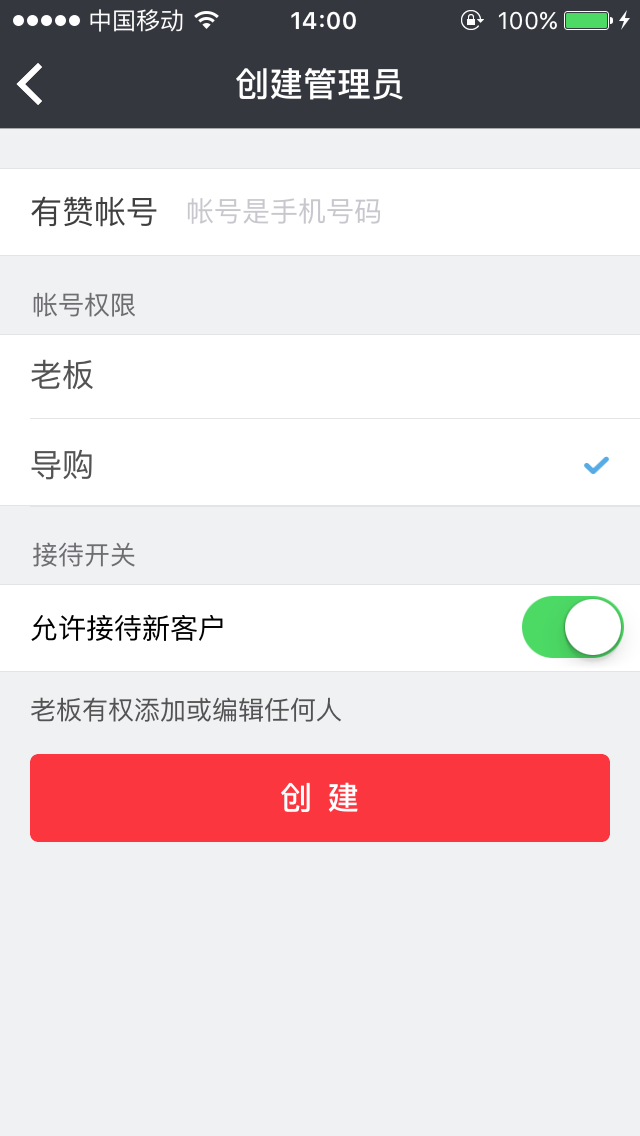 中国移动 14:00 100%
创建管理员
有赞帐号 帐号是手机号码
帐号权限
老板
导购
接待开关
允许接待新客户
老板有权添加或编辑任何人
创 建